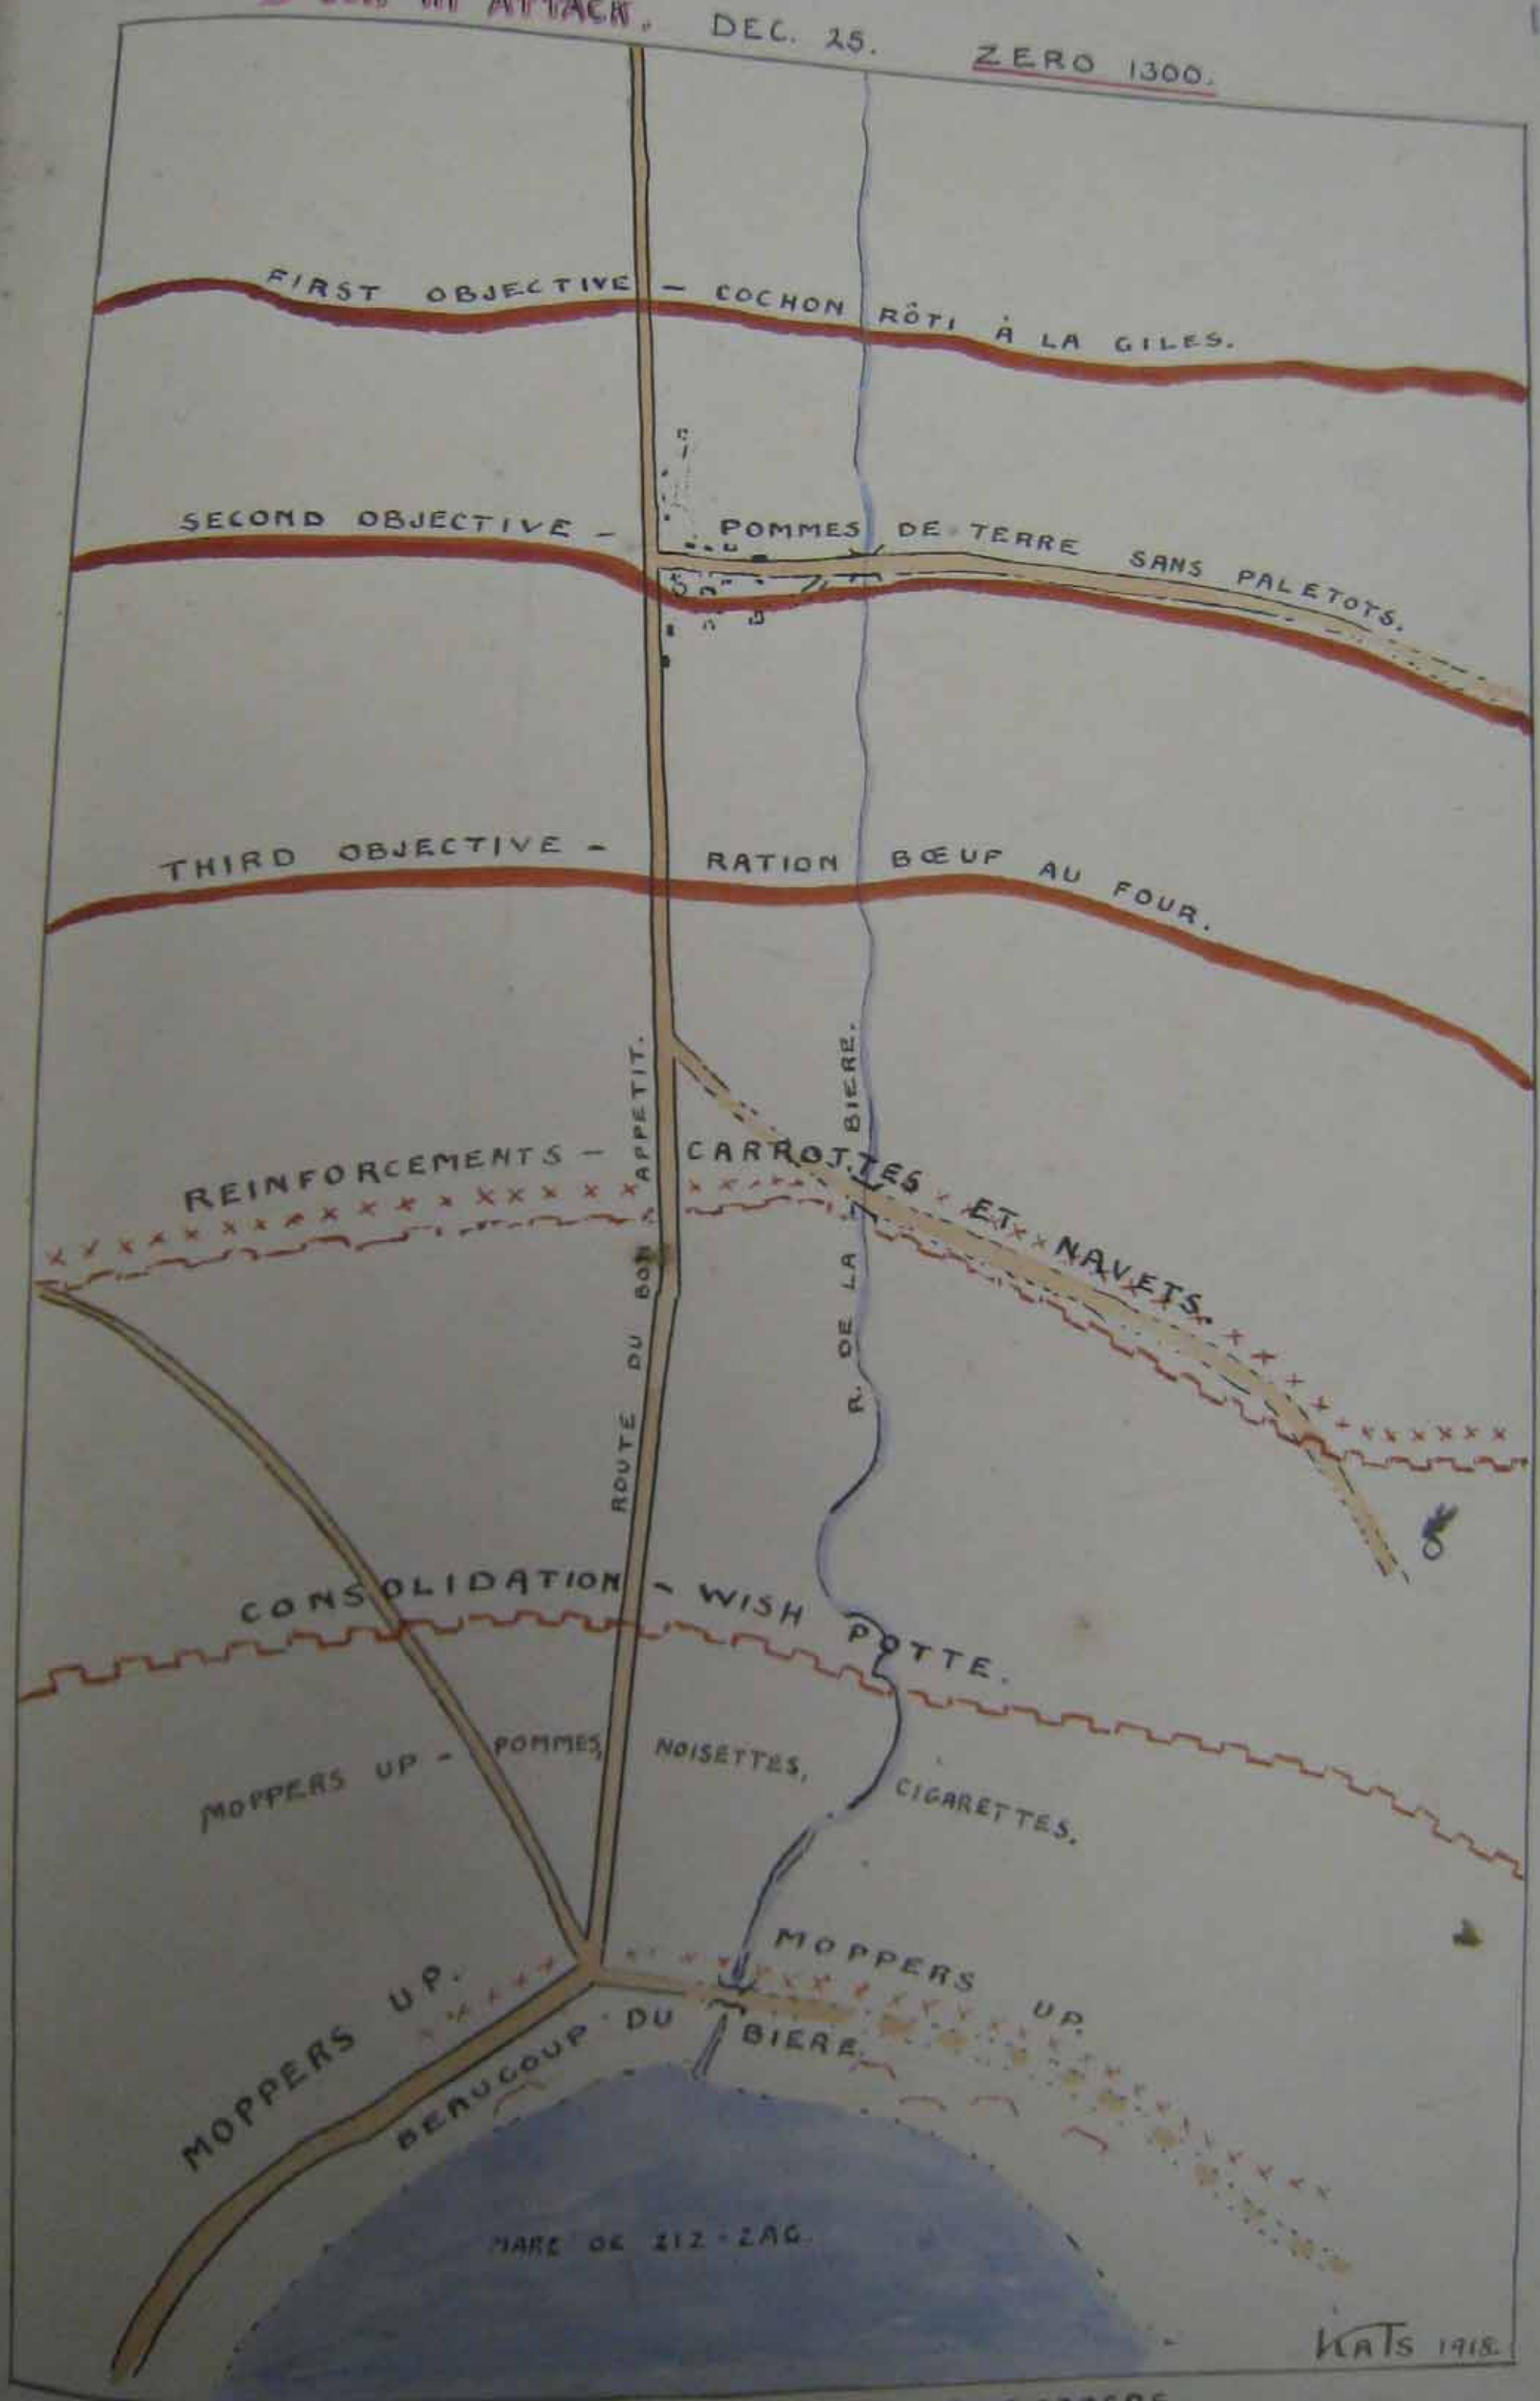 IN ATTACK. DEC. 25. ZERO 1300.
FIRST OBJECTIVE - COCHON RÔTI À LA GILES.
SECOND OBJECTIVE - POMMES DE TERRE SANS PALETOTS.
THIRD OBJECTIVE - RATION BŒUF AU FOUR.
REINFORCEMENTS - CARROTTES ET NAVETS.
ROUTE DU BON APPETIT.
R. DE LA BIERE.
CONSOLIDATION - WISH POTTE.
MOPPERS UP - POMMES, NOISETTES, CIGARETTES.
MOPPERS UP.
MOPPERS UP.
BEAUCOUP DU BIERE.
MARE DE ZIZ-ZAG.
KATS 1918.